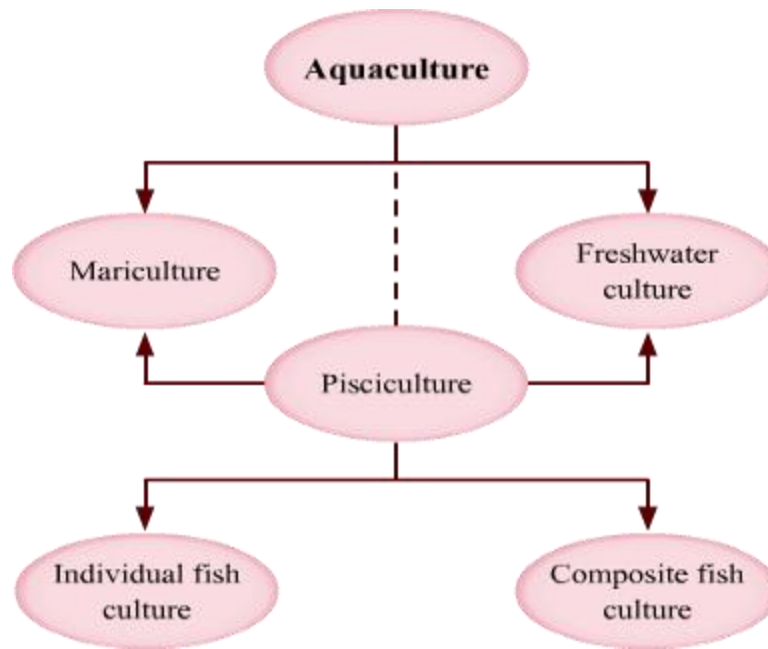 Aquaculture
Mariculture
Freshwater
culture
Pisciculture
Individual fish
culture
Composite fish
culture